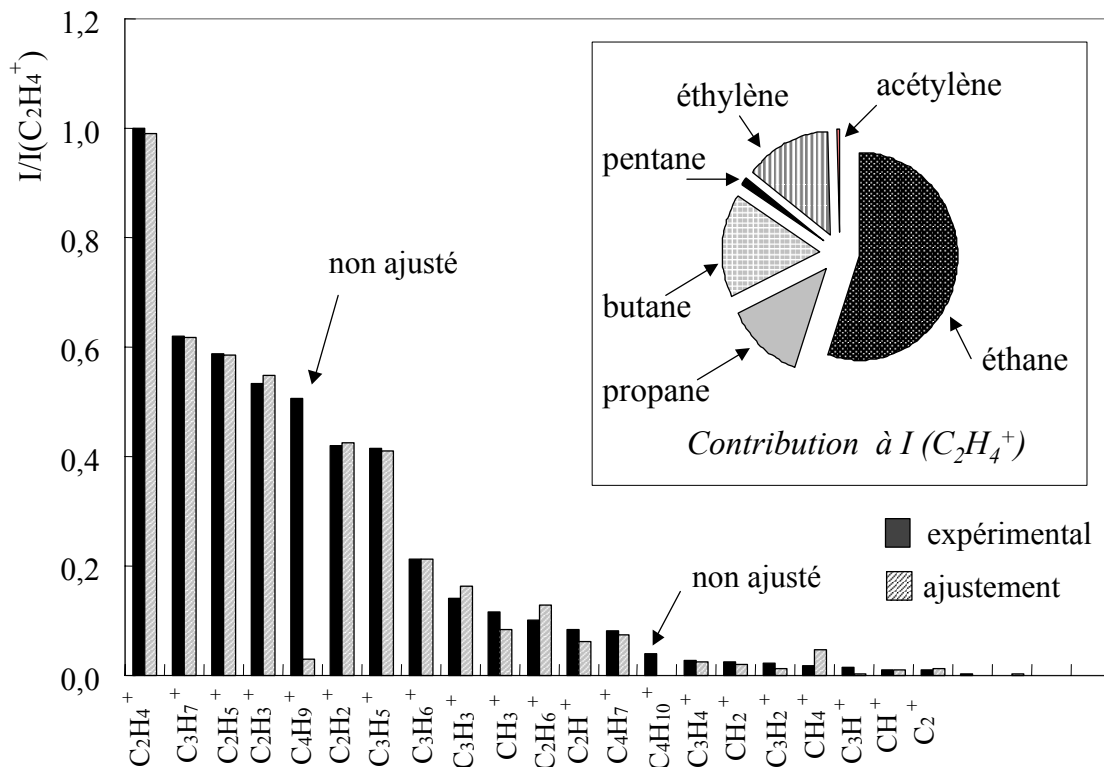 1,2
1,0
0,8
0,6
0,4
0,2
0,0
I/I(C₂H₄⁺)
non ajusté
non ajusté
éthylène
acétylène
pentane
butane
propane
éthane
Contribution à I (C₂H₄⁺)
expérimental
ajustement
C₂H₄⁺
C₃H₇⁺
C₂H₅⁺
C₂H₃⁺
C₄H₉⁺
C₂H₂⁺
C₃H₅⁺
C₃H₆⁺
C₃H₃⁺
CH₃⁺
C₂H₆⁺
C₂H⁺
C₄H₇⁺
C₄H₁₀⁺
C₃H₄⁺
CH₂⁺
C₃H₂⁺
CH₄⁺
C₃H⁺
CH⁺
C₂⁺